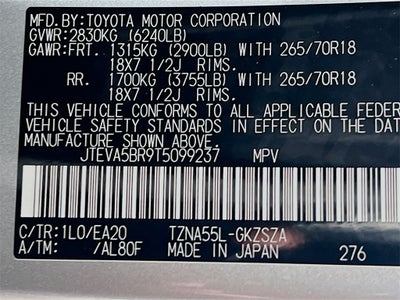 MFD.BY:TOYOTA MOTOR CORPORATION
GVWR:2830KG (6240LB)
GAWR:FRT. 1315KG (2900LB) WITH 265/70R18
18X7 1/2J RIMS.
RR. 1700KG (3755LB) WITH 265/70R18
18X7 1/2J RIMS.
THIS VEHICLE CONFORMS TO ALL APPLICABLE FEDER
VEHICLE SAFETY STANDARDS IN EFFECT ON THE DATE
MANUFACTURE SHOWN ABOVE.
JTEVA5BR9T5099237 MPV
C/TR:1L0/EA20 TZNA55L-GKZSZA
A/TM: /AL80F MADE IN JAPAN 276